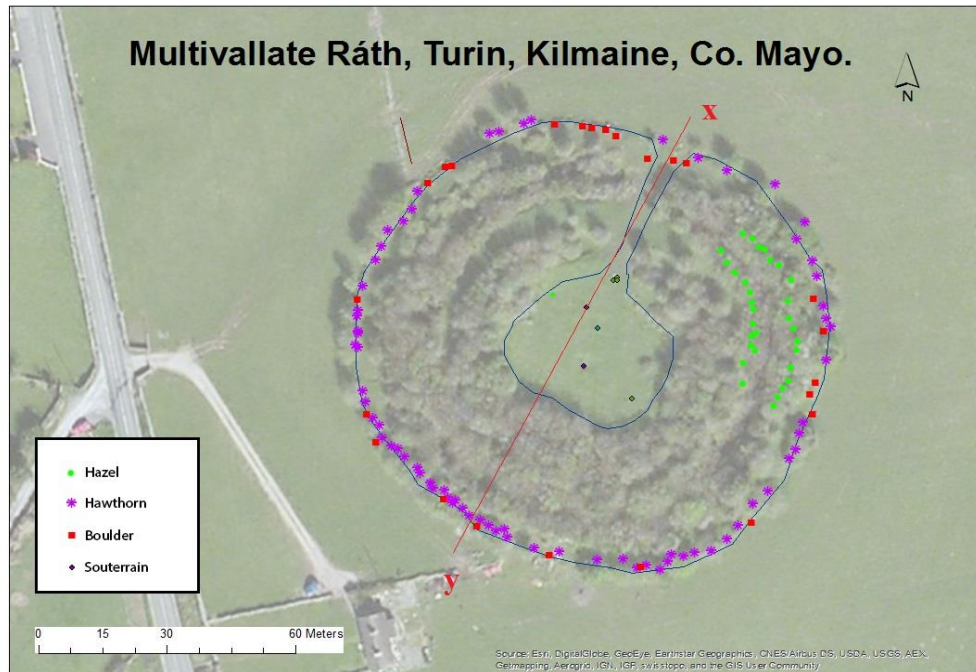 Multivallate Ráth, Turin, Kilmaine, Co. Mayo.
x
N
Hazel
Hawthorn
Boulder
Souterrain
y
0 15 30 60 Meters
Source: Esri, DigitalGlobe, GeoEye, Earthstar Geographics, CNES/Airbus DS, USDA, USGS, AEX,
Getmapping, Aerogrid, IGN, IGP, swisstopo, and the GIS User Community